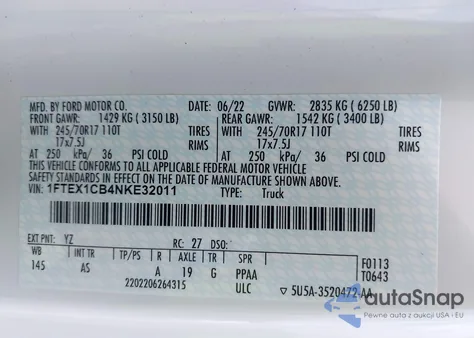 MFD. BY FORD MOTOR CO. 06/22 GVWR: 2835 KG ( 6250 LB)
FRONT GAWR: 1429 KG ( 3150 LB) REAR GAWR: 1542 KG ( 3400 LB)
WITH 245/70R17 110T TIRES WITH 245/70R17 110T TIRES
17x7.5J RIMS 17x7.5J RIMS
AT 250 kPa/ 36 PSI COLD AT 250 kPa/ 36 PSI COLD
THIS VEHICLE CONFORMS TO ALL APPLICABLE FEDERAL MOTOR VEHICLE
SAFETY STANDARDS IN EFFECT ON THE DATE OF MANUFACTURE SHOWN ABOVE.
VIN: 1FTEX1CB4NKE32011 TYPE: Truck
EXT PNT: YZ RC: 27 DSO:
WB INT TR TP/PS R AXLE TR SPR F0113
145 AS A 19 G PPAA T0643
2202206264315 ULC 5U5A-3520472-AA
autoSnap
Pewne auta z aukcji USA i EU